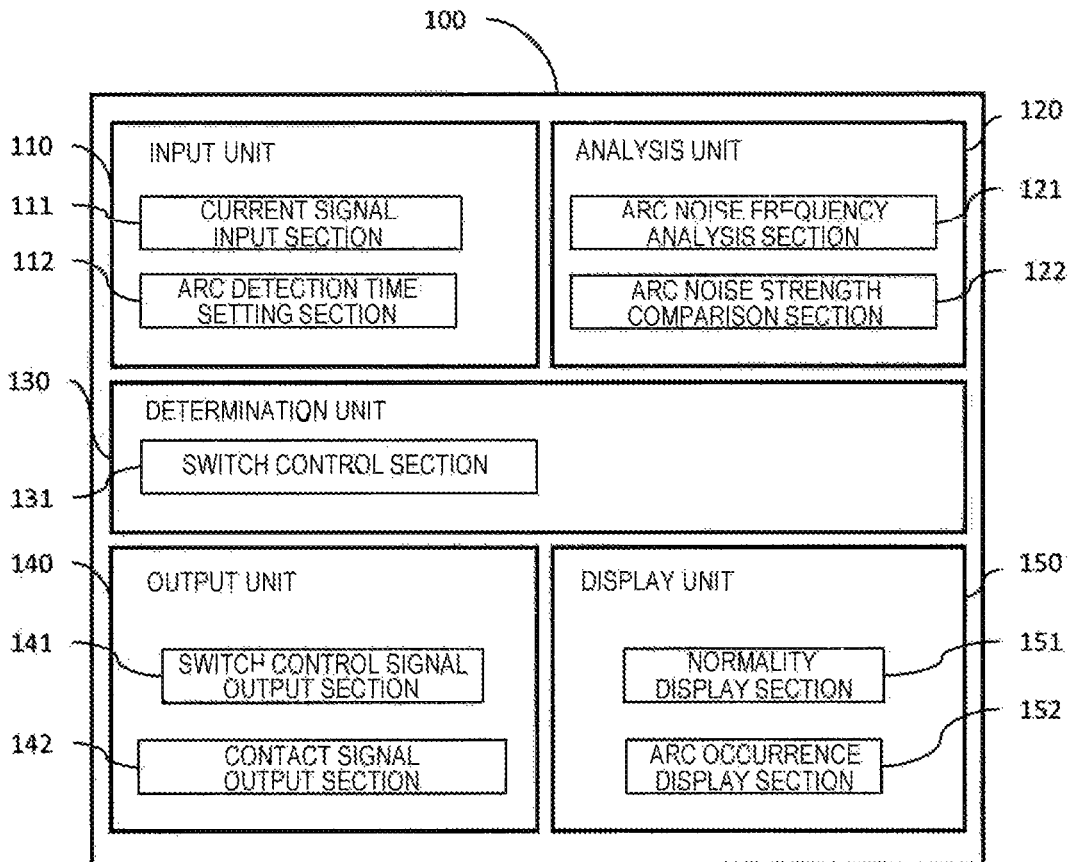 100
110
INPUT UNIT
111
CURRENT SIGNAL
INPUT SECTION
112
ARC DETECTION TIME
SETTING SECTION
120
ANALYSIS UNIT
121
ARC NOISE FREQUENCY
ANALYSIS SECTION
122
ARC NOISE STRENGTH
COMPARISON SECTION
130
DETERMINATION UNIT
131
SWITCH CONTROL SECTION
140
OUTPUT UNIT
141
SWITCH CONTROL SIGNAL
OUTPUT SECTION
142
CONTACT SIGNAL
OUTPUT SECTION
150
DISPLAY UNIT
151
NORMALITY
DISPLAY SECTION
152
ARC OCCURRENCE
DISPLAY SECTION